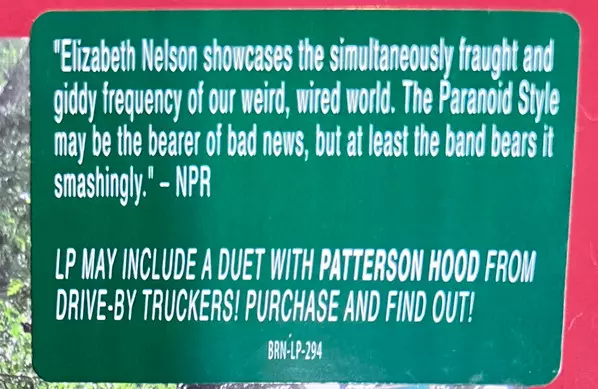 "Elizabeth Nelson showcases the simultaneously fraught and
giddy frequency of our weird, wired world. The Paranoid Style
may be the bearer of bad news, but at least the band bears it
smashingly." – NPR
LP MAY INCLUDE A DUET WITH PATTERSON HOOD FROM
DRIVE-BY TRUCKERS! PURCHASE AND FIND OUT!
BRN-LP-294